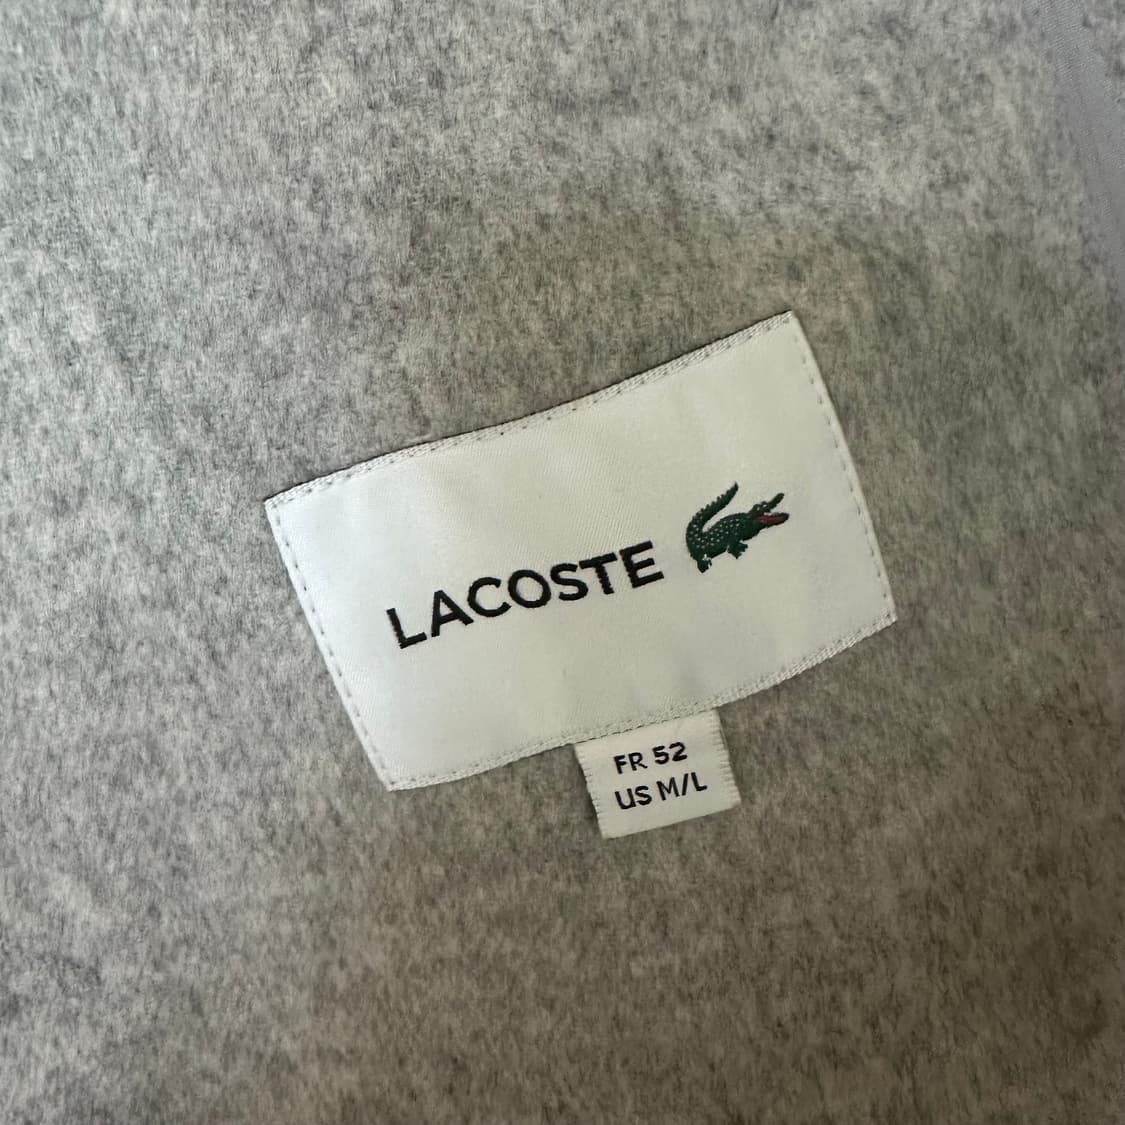 LACOSTE
FR 52
US M/L